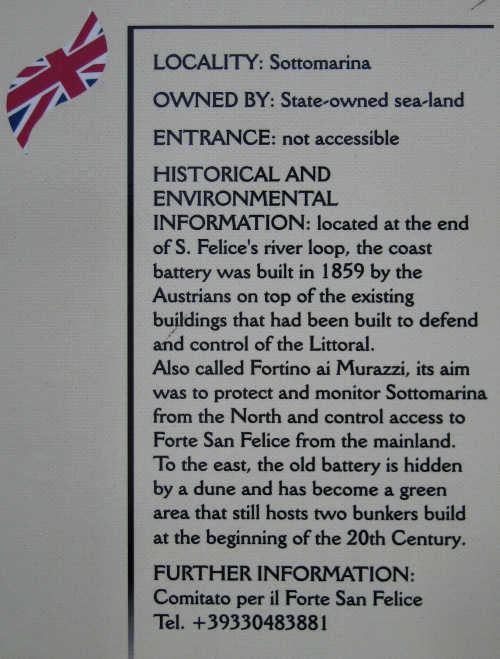 LOCALITY: Sottomarina
OWNED BY: State-owned sea-land
ENTRANCE: not accessible
HISTORICAL AND
ENVIRONMENTAL
INFORMATION: located at the end
of S. Felice's river loop, the coast
battery was built in 1859 by the
Austrians on top of the existing
buildings that had been built to defend
and control of the Littoral.
Also called Fortino ai Murazzi, its aim
was to protect and monitor Sottomarina
from the North and control access to
Forte San Felice from the mainland.
To the east, the old battery is hidden
by a dune and has become a green
area that still hosts two bunkers build
at the beginning of the 20th Century.
FURTHER INFORMATION:
Comitato per il Forte San Felice
Tel. +39330483881